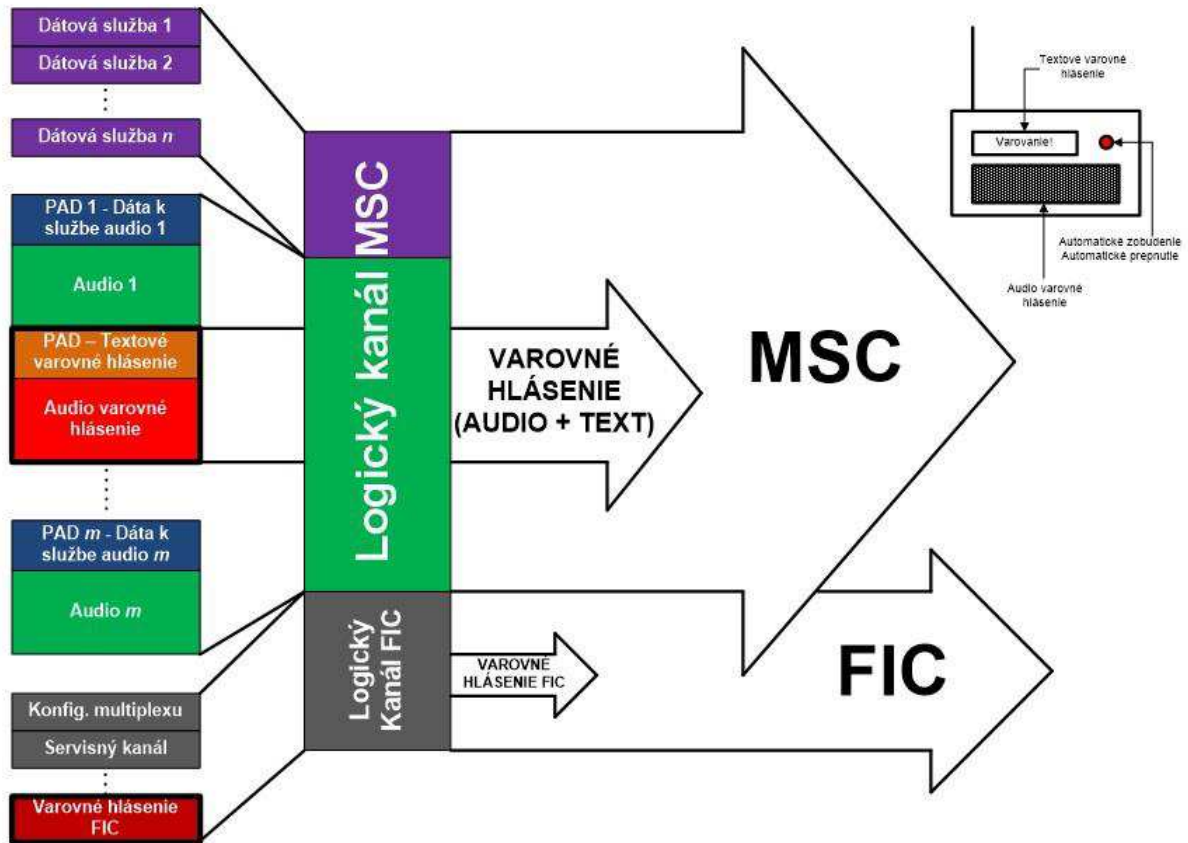 Dátová služba 1
Dátová služba 2
Dátová služba n
PAD 1 - Dáta k
službe audio 1
Audio 1
PAD – Textové
varovné hlásenie
Audio varovné
hlásenie
PAD m - Dáta k
službe audio m
Audio m
Konfig. multiplexu
Servisný kanál
Varovné hlásenie
FIC
Logický kanál MSC
Logický
Kanál FIC
VAROVNÉ
HLÁSENIE
(AUDIO + TEXT)
VAROVNÉ
HLÁSENIE FIC
MSC
FIC
Textové varovné
hlásenie
Varovanie!
Automatické zobudenie
Automatické prepnutie
Audio varovné
hlásenie